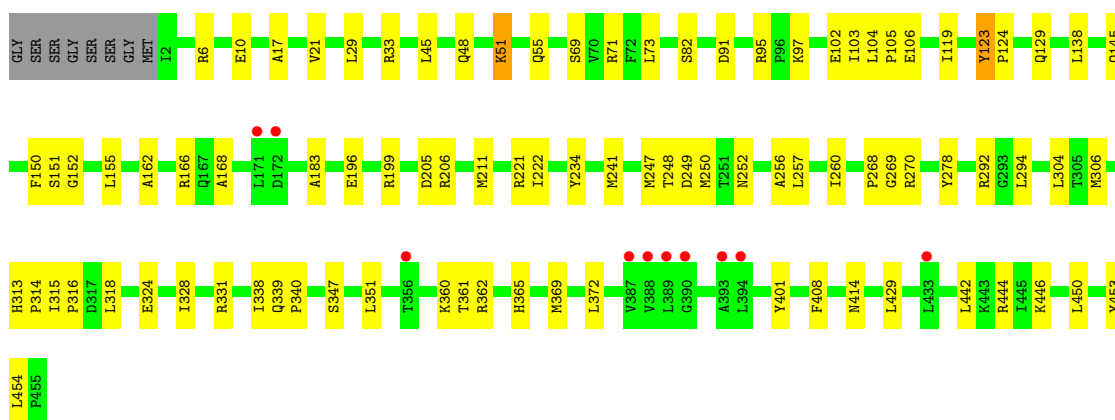 GLY SER SER GLY SER SER GLY MET I2 R6 E10 A17 V21 L29 R33 L45 Q48 K51 Q55 S69 V70 R71 F72 L73 S82 D91 R95 P96 K97 E102 I103 L104 P105 E106 I119 Y123 P124 Q129 L138 Q145
F150 S151 G152 L155 A162 R166 Q167 A168 L171 D172 A183 E196 R199 D205 R206 M211 R221 I222 Y234 M241 M247 T248 D249 M250 T251 N252 A256 L257 I260 P268 G269 R270 Y278 R292 G293 L294 L304 T305 M306
H313 P314 I315 P316 D317 L318 E324 I328 R331 I338 Q339 P340 S347 L351 T356 K360 T361 R362 H365 M369 L372 V387 V388 L389 G390 A393 L394 Y401 F408 N414 L429 L433 L442 K443 R444 I445 K446 L450 Y453
L454 P455